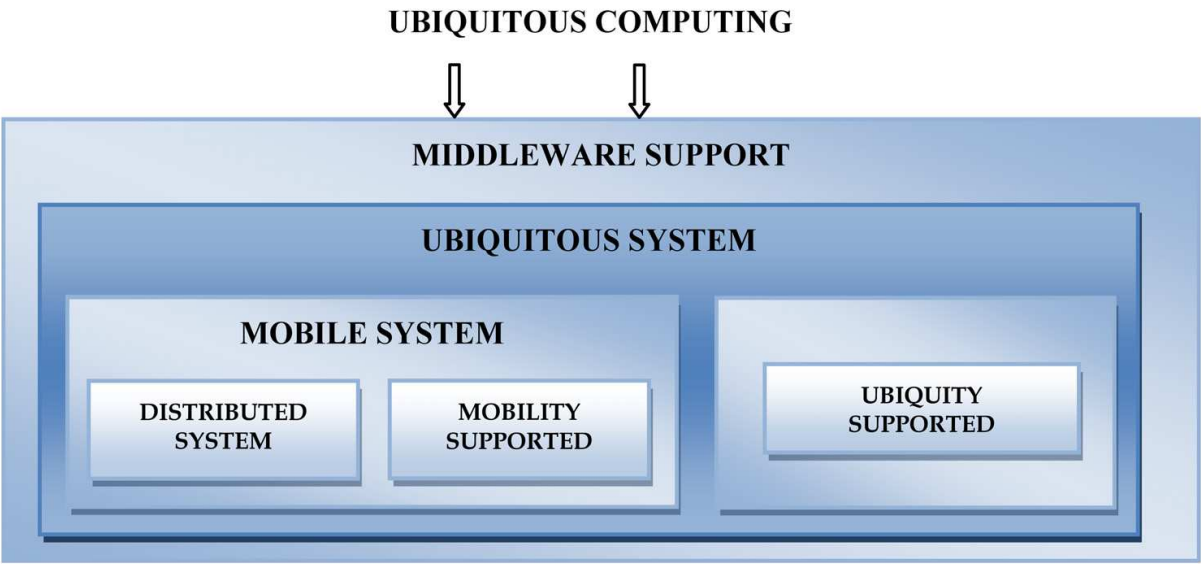 UBIQUITOUS COMPUTING
MIDDLEWARE SUPPORT
UBIQUITOUS SYSTEM
MOBILE SYSTEM
DISTRIBUTED
SYSTEM
MOBILITY
SUPPORTED
UBIQUITY
SUPPORTED